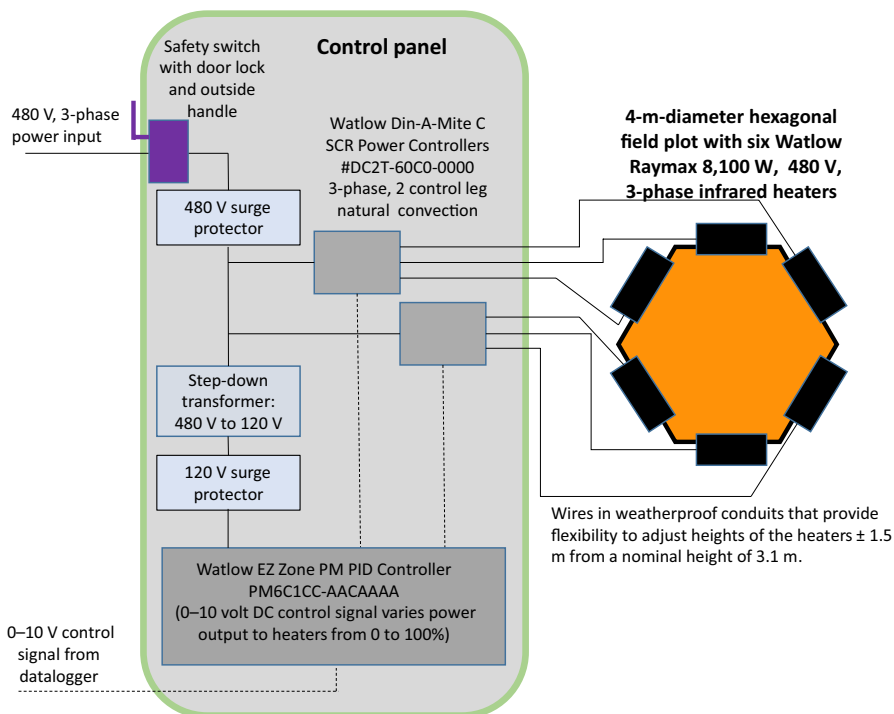 Control panel
Safety switch
with door lock
and outside
handle
480 V, 3-phase
power input
Watlow Din-A-Mite C
SCR Power Controllers
#DC2T-60C0-0000
3-phase, 2 control leg
natural convection
4-m-diameter hexagonal
field plot with six Watlow
Raymax 8,100 W, 480 V,
3-phase infrared heaters
480 V surge
protector
Step-down
transformer:
480 V to 120 V
120 V surge
protector
Wires in weatherproof conduits that provide
flexibility to adjust heights of the heaters ± 1.5
m from a nominal height of 3.1 m.
Watlow EZ Zone PM PID Controller
PM6C1CC-AACAAAA
(0–10 volt DC control signal varies power
output to heaters from 0 to 100%)
0–10 V control
signal from
datalogger